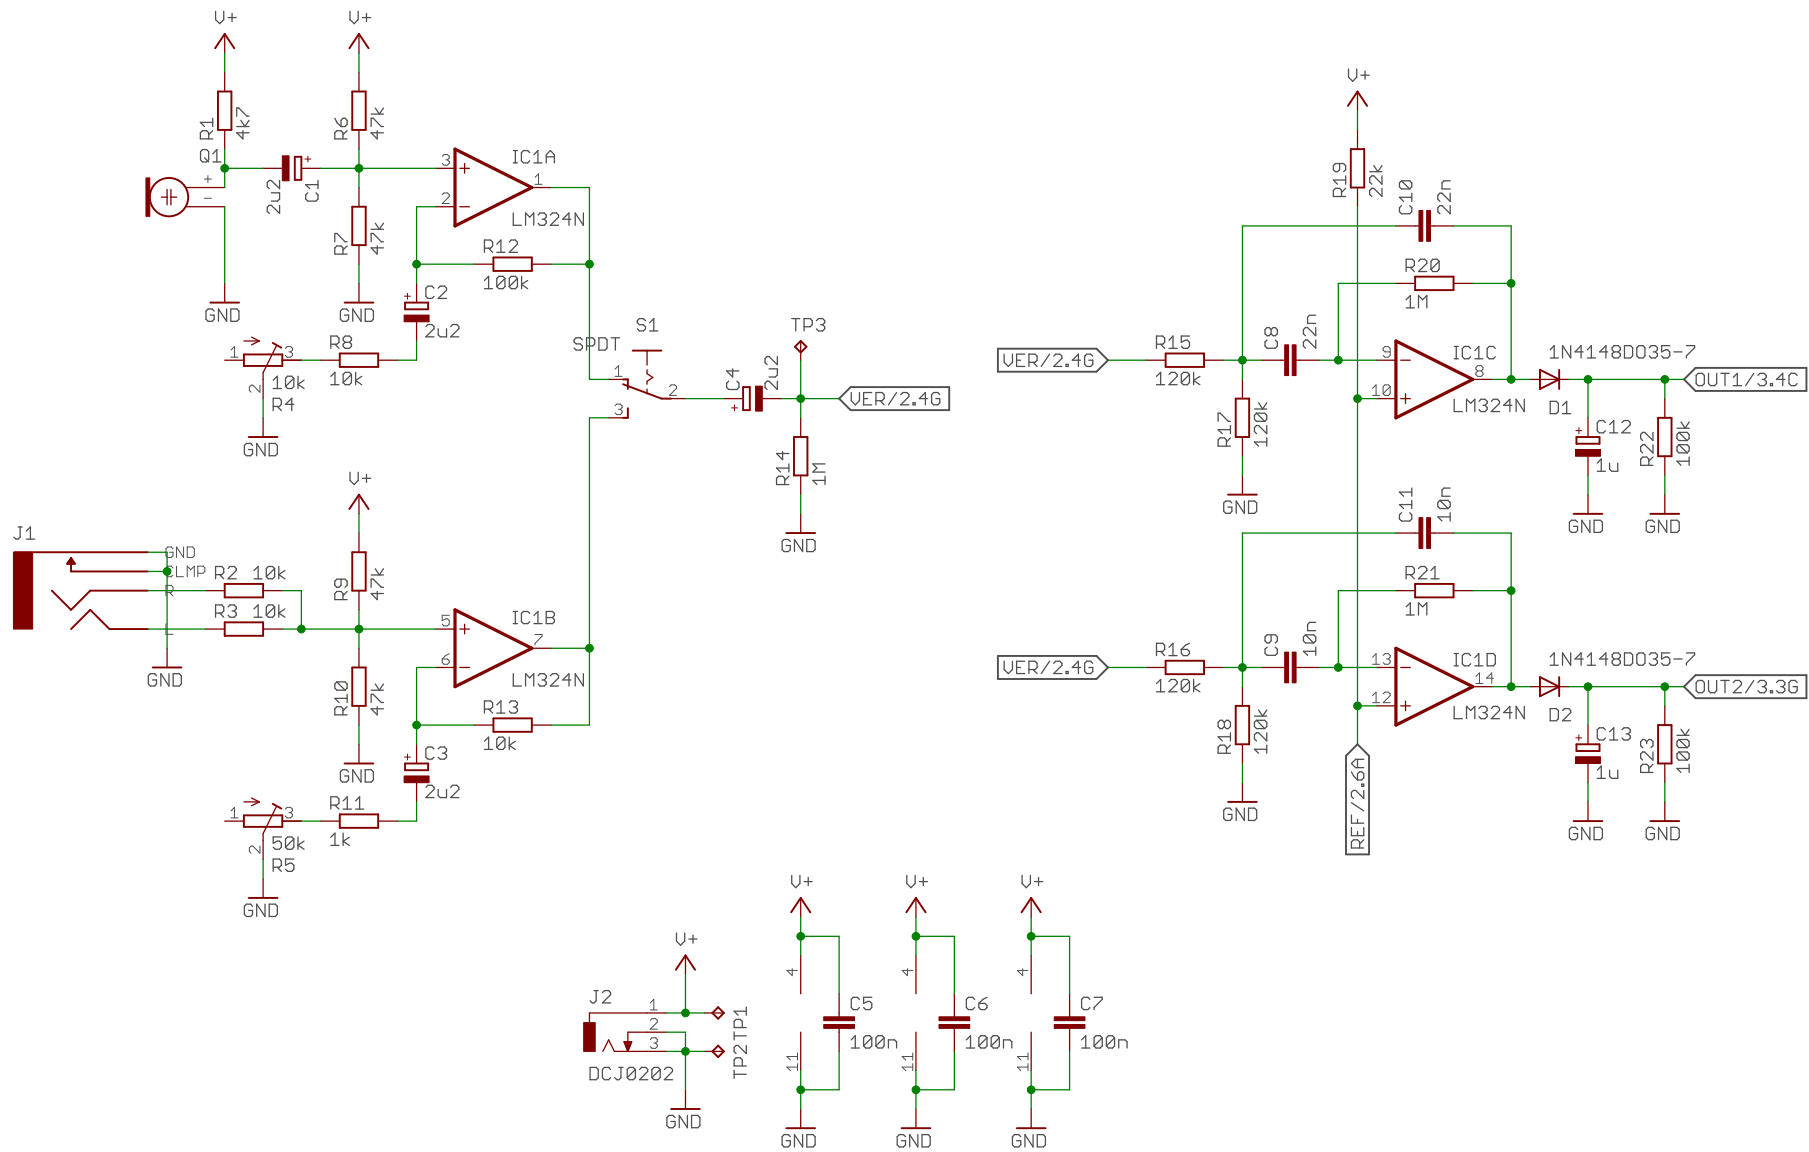 V+
V+
R1
4k7
R6
47k
Q1
+
-
2u2
C1
+
R7
47k
GND
GND
3
2
+
-
IC1A
1
LM324N
R12
100k
+
C2
2u2
1
3
2
10k
R4
GND
R8
10k
S1
SPDT
1
2
3
C4
2u2
+
TP3
VER/2.4G
R14
1M
GND
J1
GND
CLMP
R
L
GND
R2 10k
R3 10k
V+
R9
47k
R10
47k
GND
5
6
+
-
IC1B
7
LM324N
R13
10k
+
C3
2u2
1
3
2
50k
R5
GND
R11
1k
V+
R19
22k
C10
22n
R20
1M
VER/2.4G
R15
120k
C8
22n
R17
120k
GND
9
10
-
+
IC1C
8
LM324N
1N4148DO35-7
D1
OUT1/3.4C
+
C12
1u
R22
100k
GND
GND
C11
10n
R21
1M
VER/2.4G
R16
120k
C9
10n
R18
120k
GND
13
12
-
+
IC1D
14
LM324N
1N4148DO35-7
D2
OUT2/3.3G
+
C13
1u
R23
100k
GND
GND
REF/2.6A
V+
J2
1
2
3
DCJ0202
TP1
TP2
GND
V+
4
11
C5
100n
GND
V+
4
11
C6
100n
GND
V+
4
11
C7
100n
GND